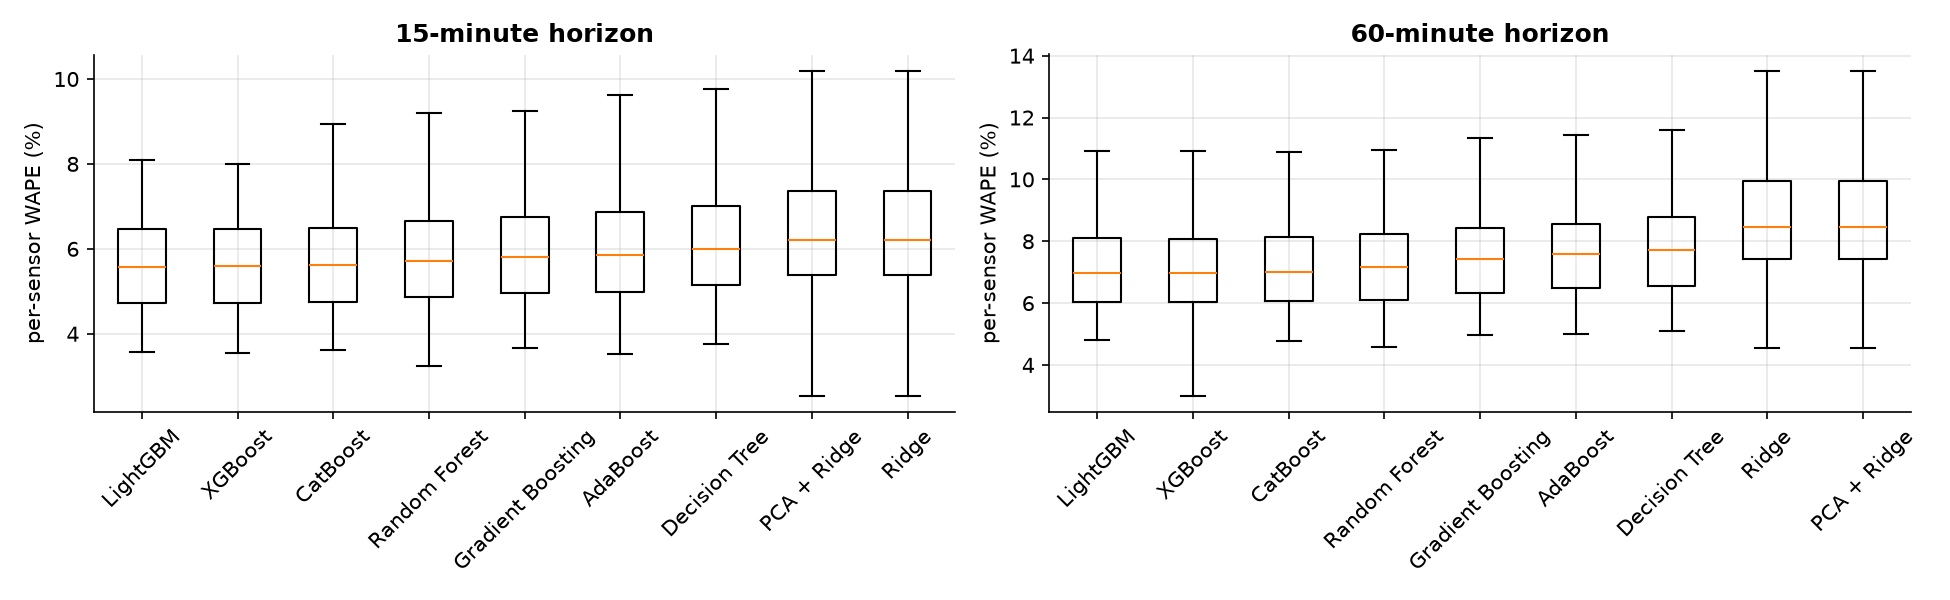 15-minute horizon
per-sensor WAPE (%)
10
8
6
4
LightGBM
XGBoost
CatBoost
Random Forest
Gradient Boosting
AdaBoost
Decision Tree
PCA + Ridge
Ridge
60-minute horizon
per-sensor WAPE (%)
14
12
10
8
6
4
LightGBM
XGBoost
CatBoost
Random Forest
Gradient Boosting
AdaBoost
Decision Tree
Ridge
PCA + Ridge